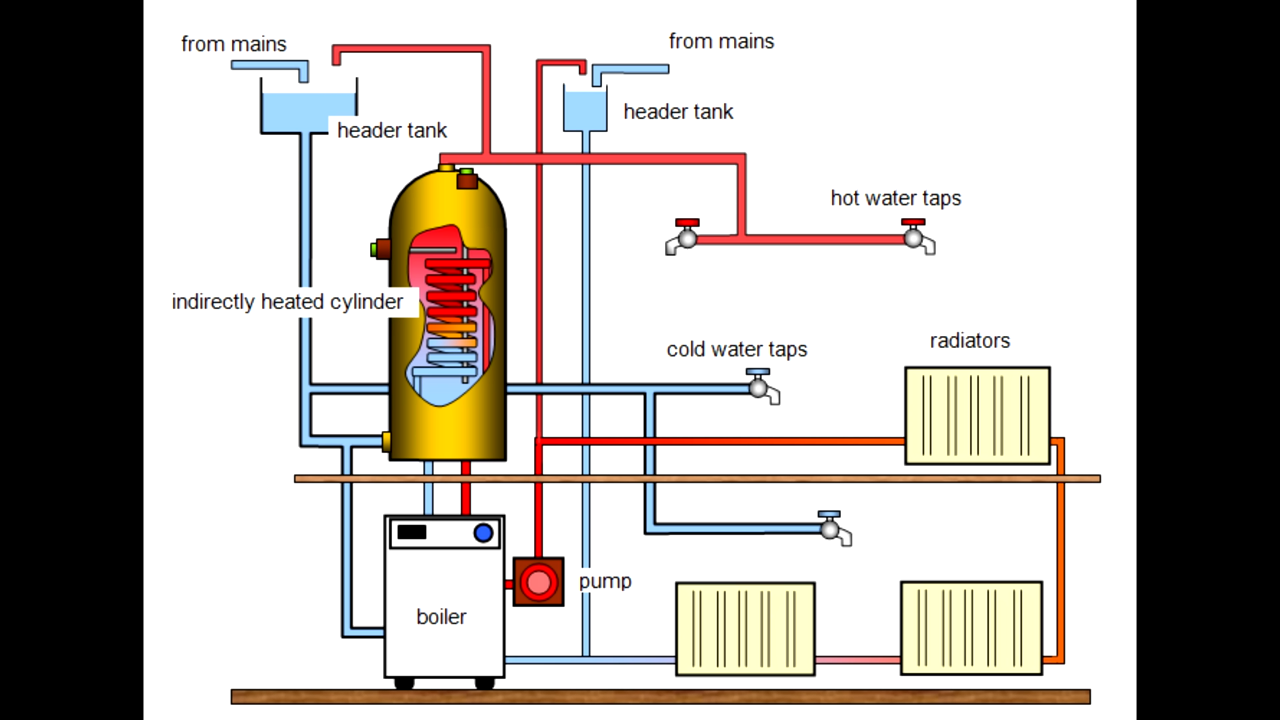 from mains
from mains
header tank
header tank
hot water taps
indirectly heated cylinder
cold water taps
radiators
pump
boiler